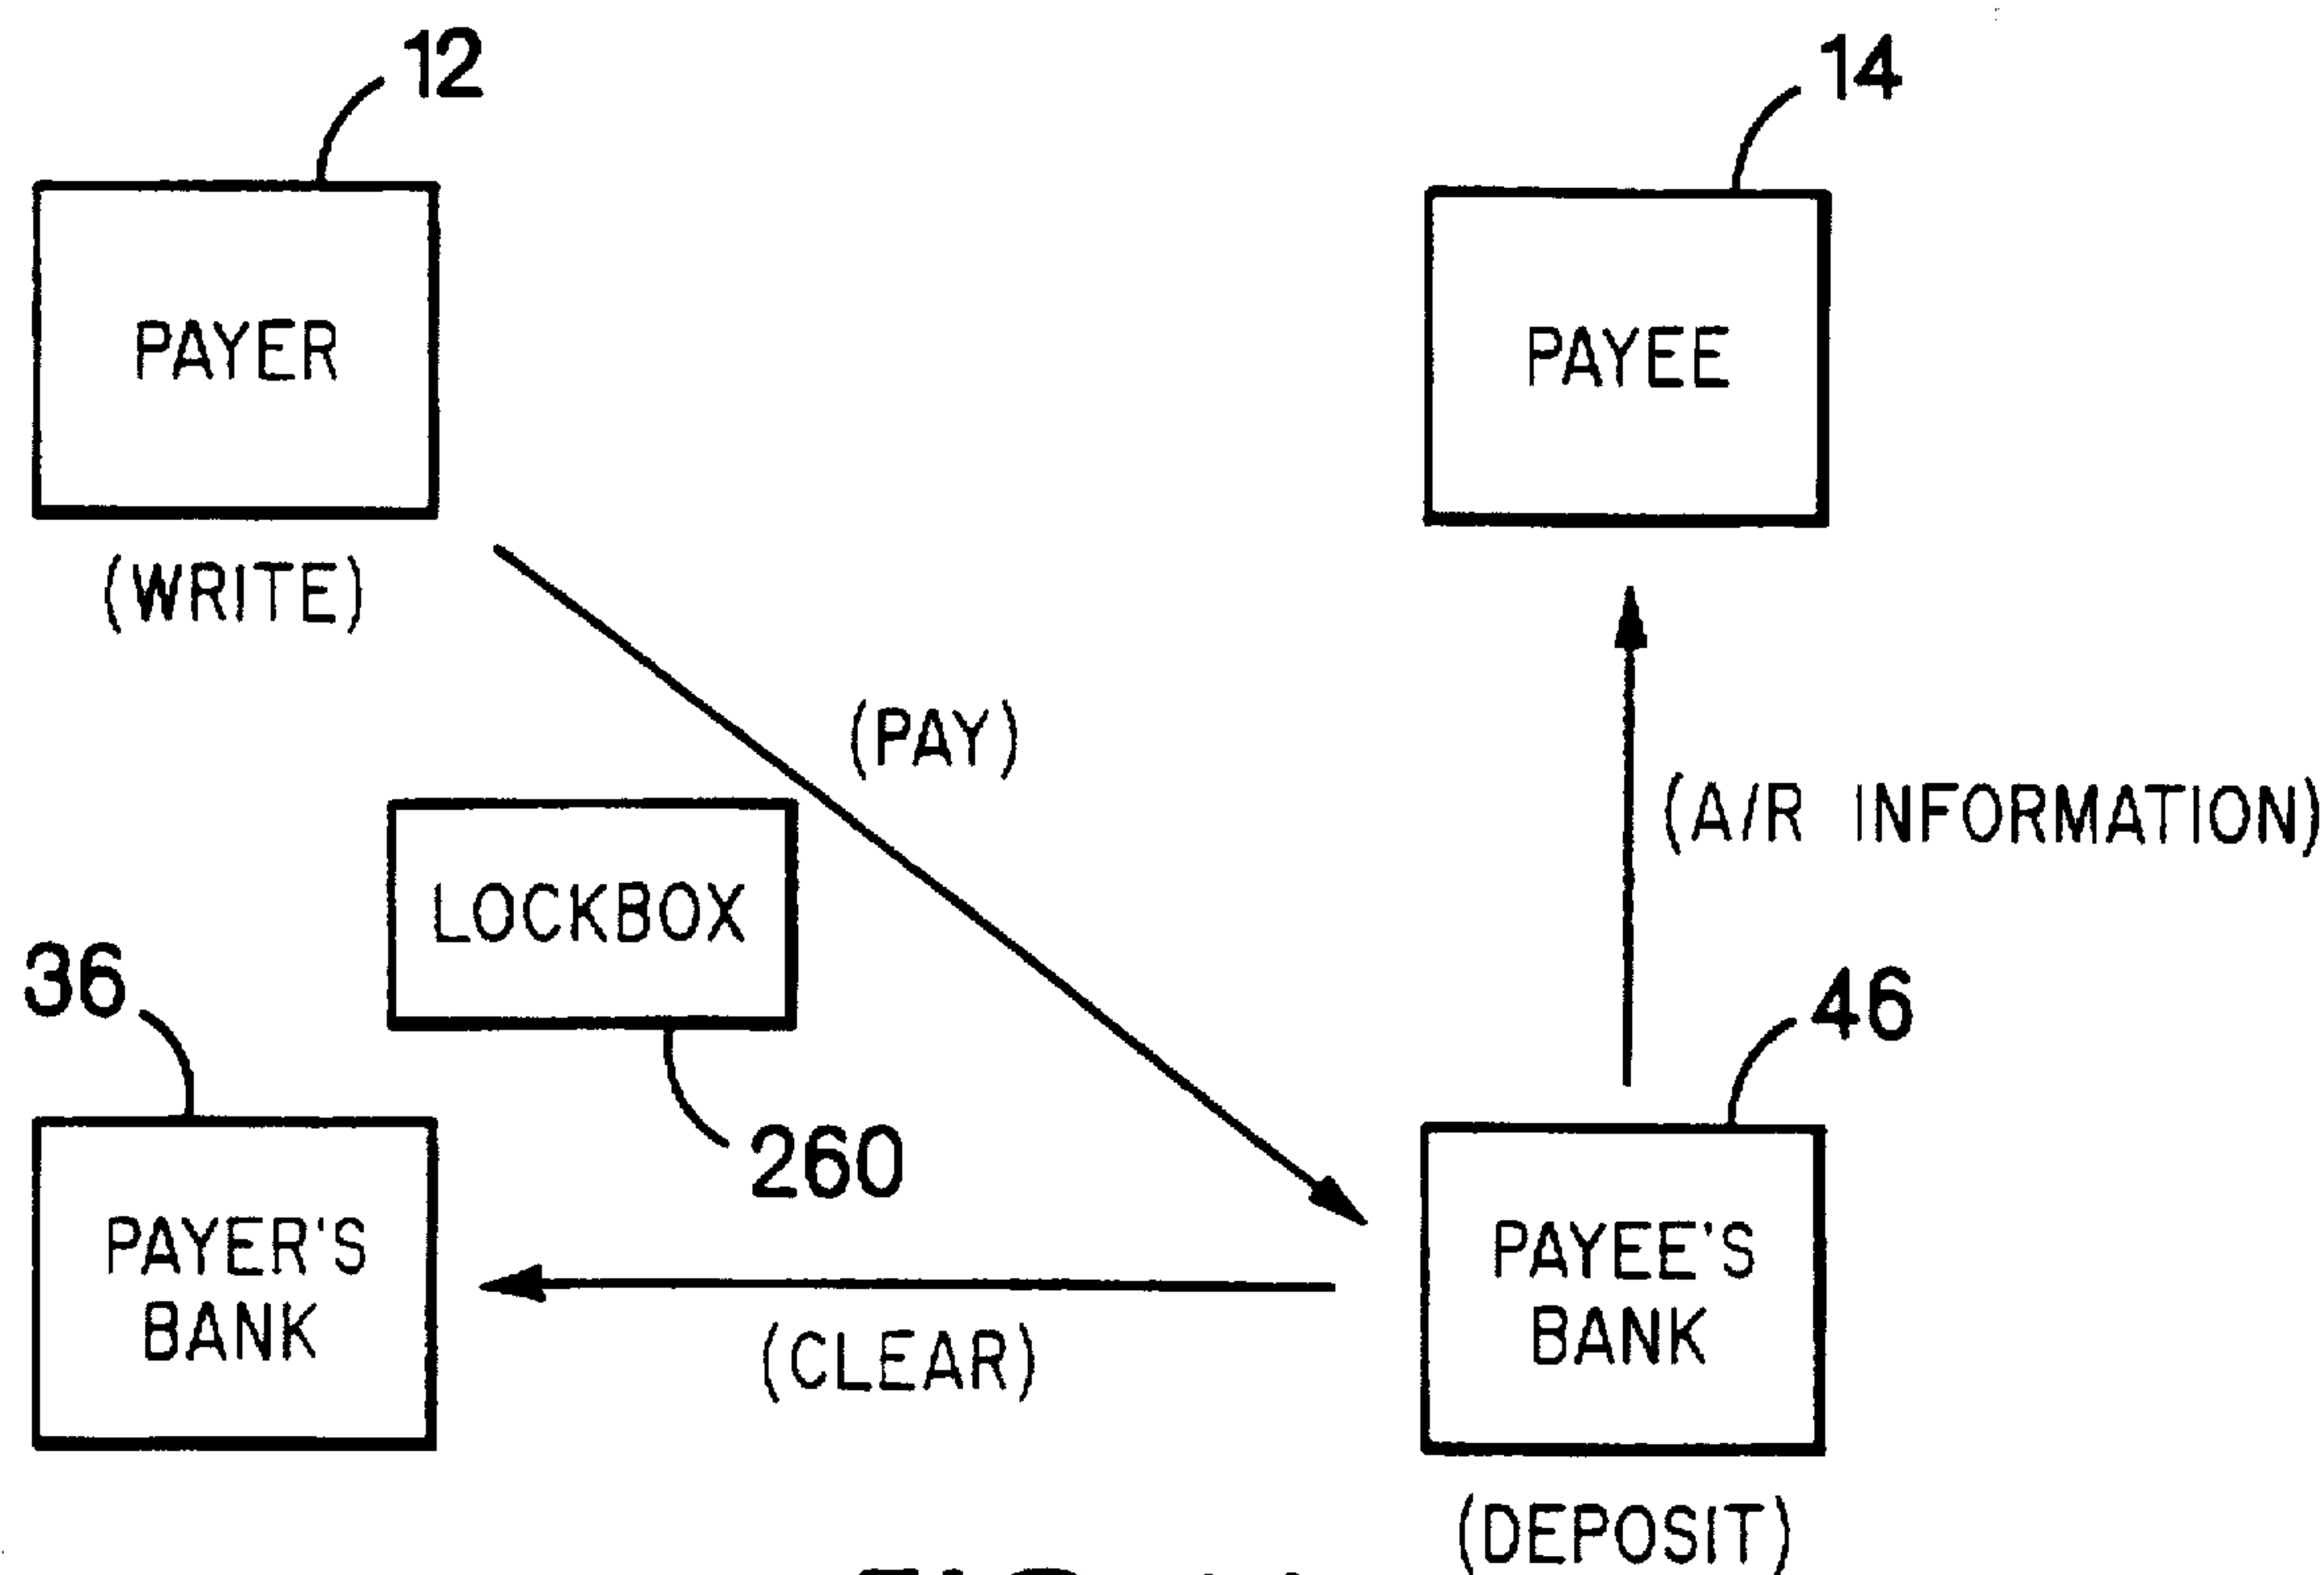 12
14
PAYER
PAYEE
(WRITE)
(PAY)
(A/R INFORMATION)
LOCKBOX
36
46
260
PAYER'S
BANK
PAYEE'S
BANK
(CLEAR)
(DEPOSIT)